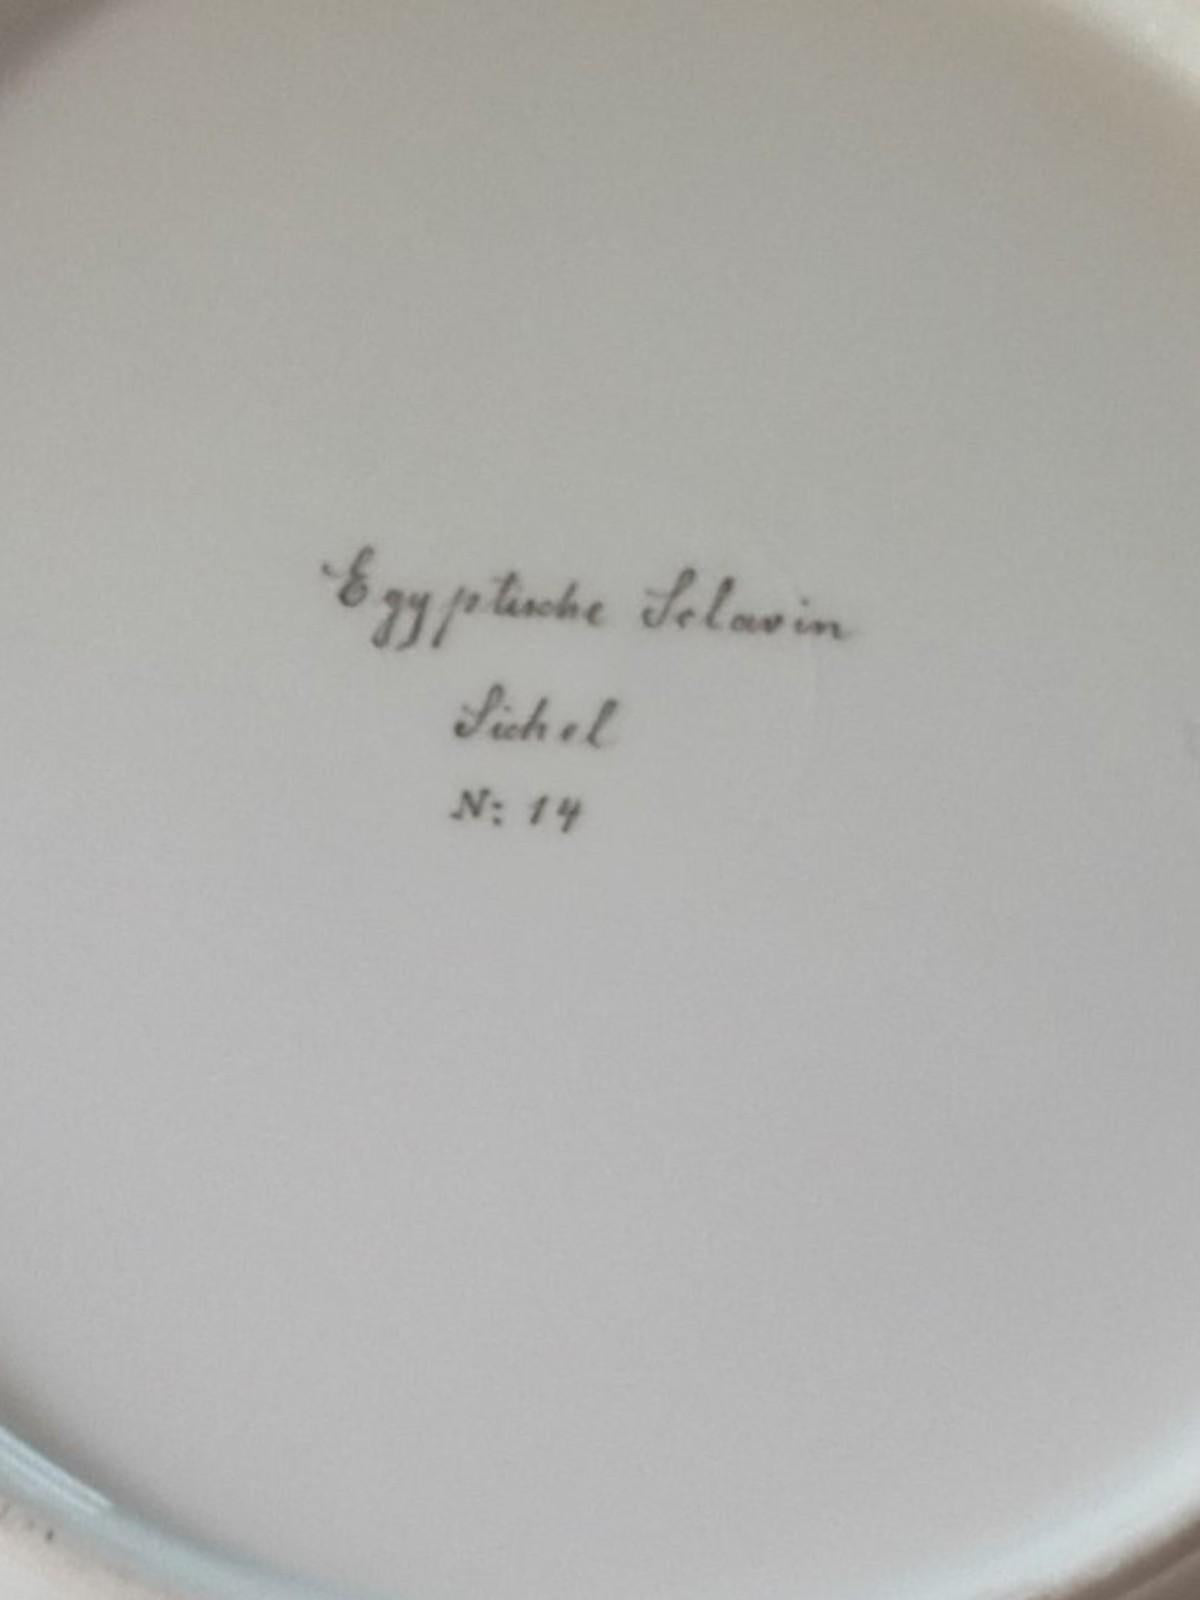 Egyptische Sclavin
Sichel
N: 14